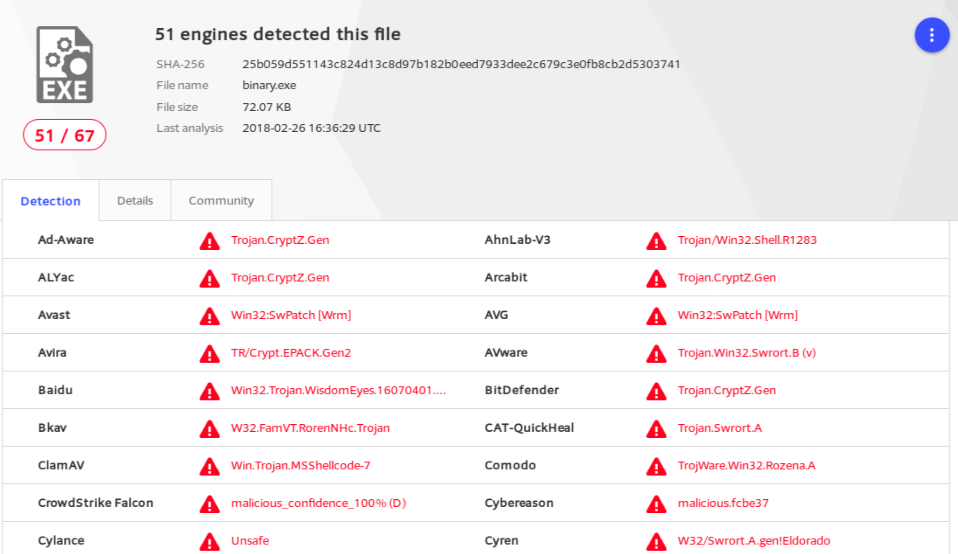 51 engines detected this file
EXE
51 / 67
SHA-256 25b059d551143c824d13c8d97b182b0eed7933dee2c679c3e0fb8cb2d5303741
File name binary.exe
File size 72.07 KB
Last analysis 2018-02-26 16:36:29 UTC
Detection Details Community
Ad-Aware Trojan.CryptZ.Gen AhnLab-V3 Trojan/Win32.Shell.R1283
ALYac Trojan.CryptZ.Gen Arcabit Trojan.CryptZ.Gen
Avast Win32:SwPatch [Wrm] AVG Win32:SwPatch [Wrm]
Avira TR/Crypt.EPACK.Gen2 AVware Trojan.Win32.Swrort.B (v)
Baidu Win32.Trojan.WisdomEyes.16070401.... BitDefender Trojan.CryptZ.Gen
Bkav W32.FamVT.RorenNHc.Trojan CAT-QuickHeal Trojan.Swrort.A
ClamAV Win.Trojan.MSShellcode-7 Comodo TrojWare.Win32.Rozena.A
CrowdStrike Falcon malicious_confidence_100% (D) Cybereason malicious.fcbe37
Cylance Unsafe Cyren W32/Swrort.A.gen!Eldorado